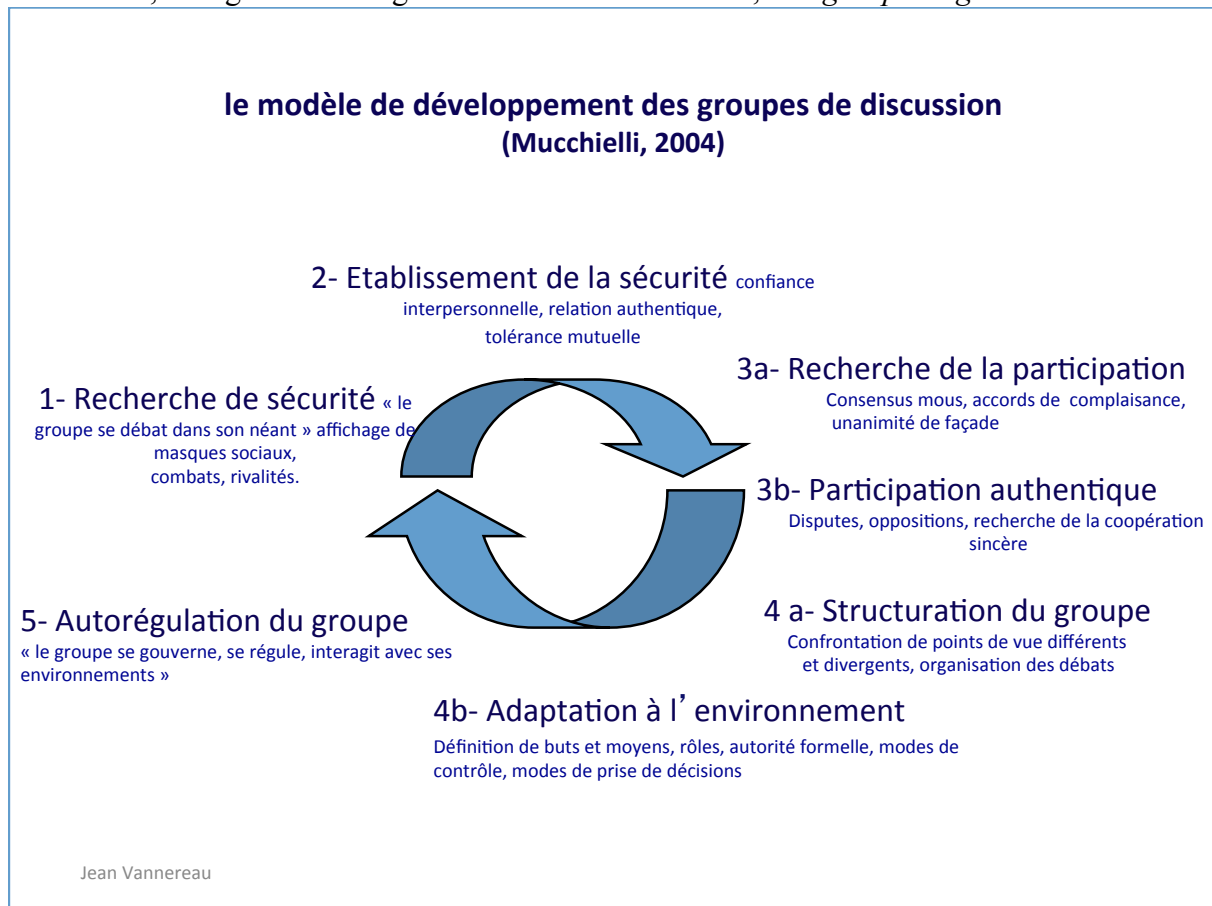 le modèle de développement des groupes de discussion
(Mucchielli, 2004)
2- Etablissement de la sécurité confiance
interpersonnelle, relation authentique,
tolérance mutuelle
1- Recherche de sécurité « le
groupe se débat dans son néant » affichage de
masques sociaux,
combats, rivalités.
3a- Recherche de la participation
Consensus mous, accords de complaisance,
unanimité de façade
3b- Participation authentique
Disputes, oppositions, recherche de la coopération
sincère
4 a- Structuration du groupe
Confrontation de points de vue différents
et divergents, organisation des débats
4b- Adaptation à l’ environnement
Définition de buts et moyens, rôles, autorité formelle, modes de
contrôle, modes de prise de décisions
5- Autorégulation du groupe
« le groupe se gouverne, se régule, interagit avec ses
environnements »
Jean Vannereau